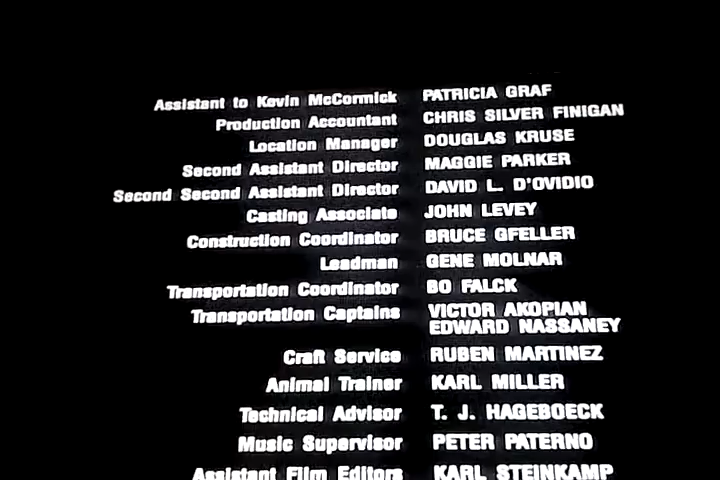 Assistant to Kevin McCormick PATRICIA GRAF
Production Accountant CHRIS SILVER FINIGAN
Location Manager DOUGLAS KRUSE
Second Assistant Director MAGGIE PARKER
Second Second Assistant Director DAVID L. D'OVIDIO
Casting Associate JOHN LEVEY
Construction Coordinator BRUCE GFELLER
Leadman GENE MOLNAR
Transportation Coordinator BO FALCK
Transportation Captains VICTOR AKOPIAN
EDWARD NASSANEY
Craft Service RUBEN MARTINEZ
Animal Trainer KARL MILLER
Technical Advisor T. J. HAGEBOECK
Music Supervisor PETER PATERNO
Assistant Film Editors KARL STEINKAMP